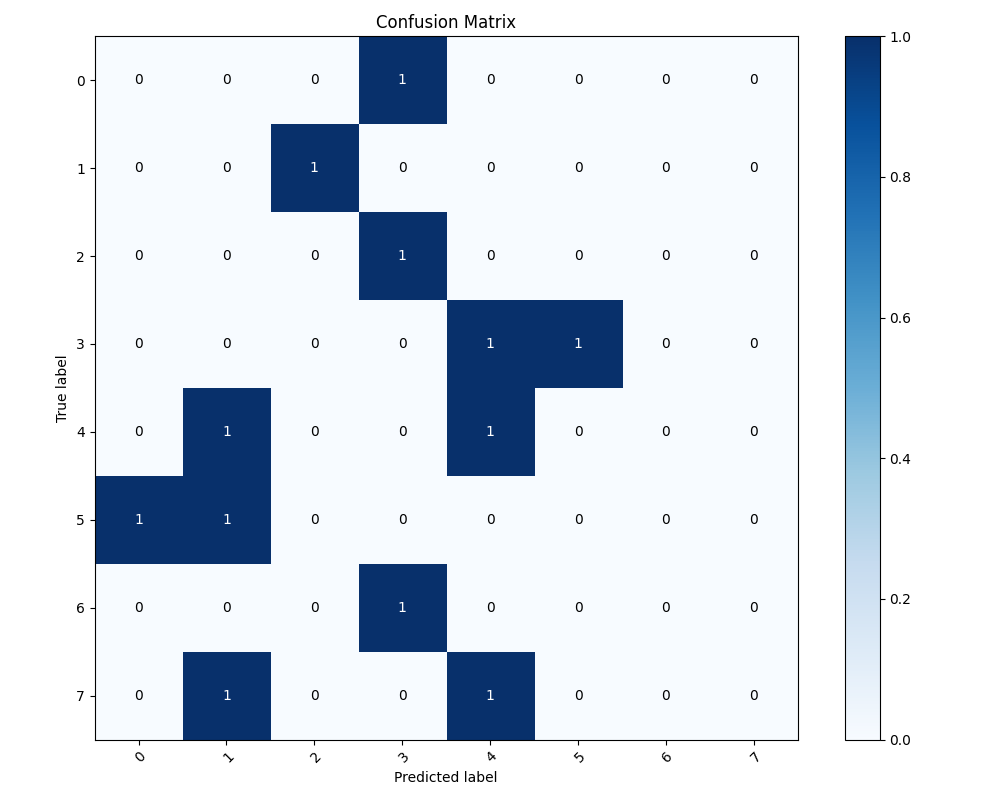 Confusion Matrix
0 0 0 0 1 0 0 0 0
1 0 0 1 0 0 0 0 0
2 0 0 0 1 0 0 0 0
3 0 0 0 0 1 1 0 0
4 0 1 0 0 1 0 0 0
5 1 1 0 0 0 0 0 0
6 0 0 0 1 0 0 0 0
7 0 1 0 0 1 0 0 0
0 1 2 3 4 5 6 7
True label
Predicted label
1.0
0.8
0.6
0.4
0.2
0.0